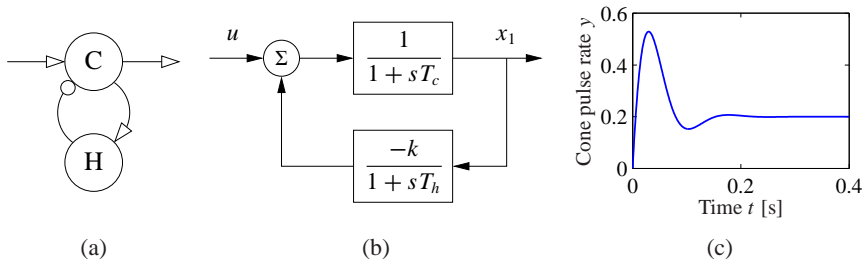 C
H
(a)
u
Σ
1
1 + sT_c
x_1
−k
1 + sT_h
(b)
Cone pulse rate y
0.6
0.4
0.2
0
0 0.2 0.4
Time t [s]
(c)